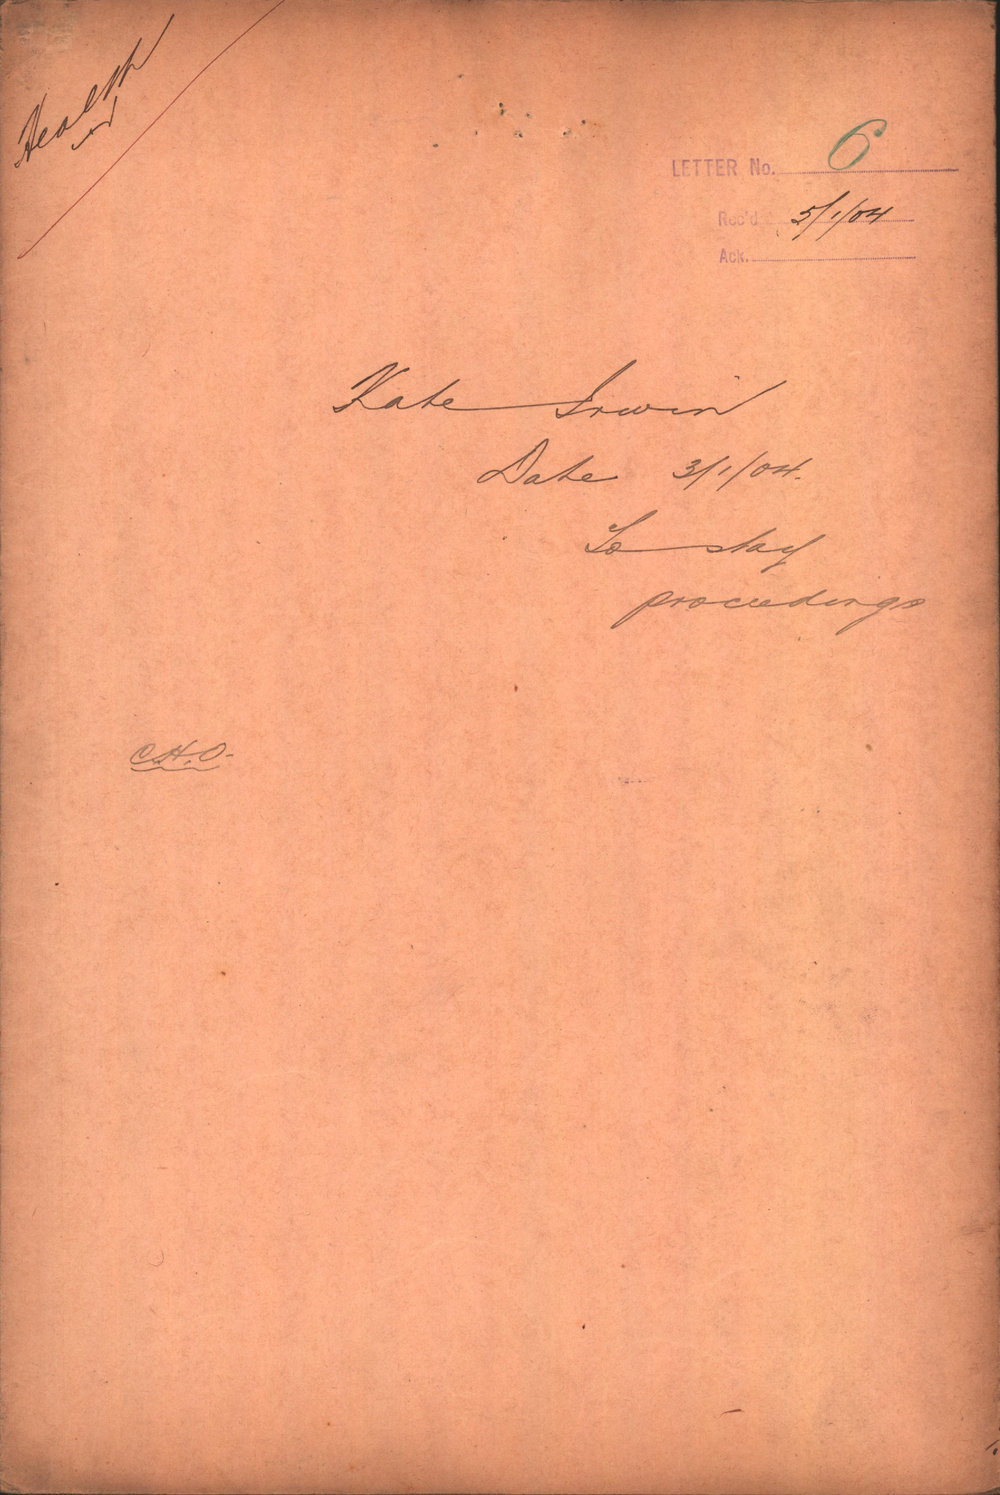 Health
LETTER No. 6
Rec'd 5/1/04
Ack.
Kate Irwin
Date 3/1/04.
To stay
proceedings
C.H.O.